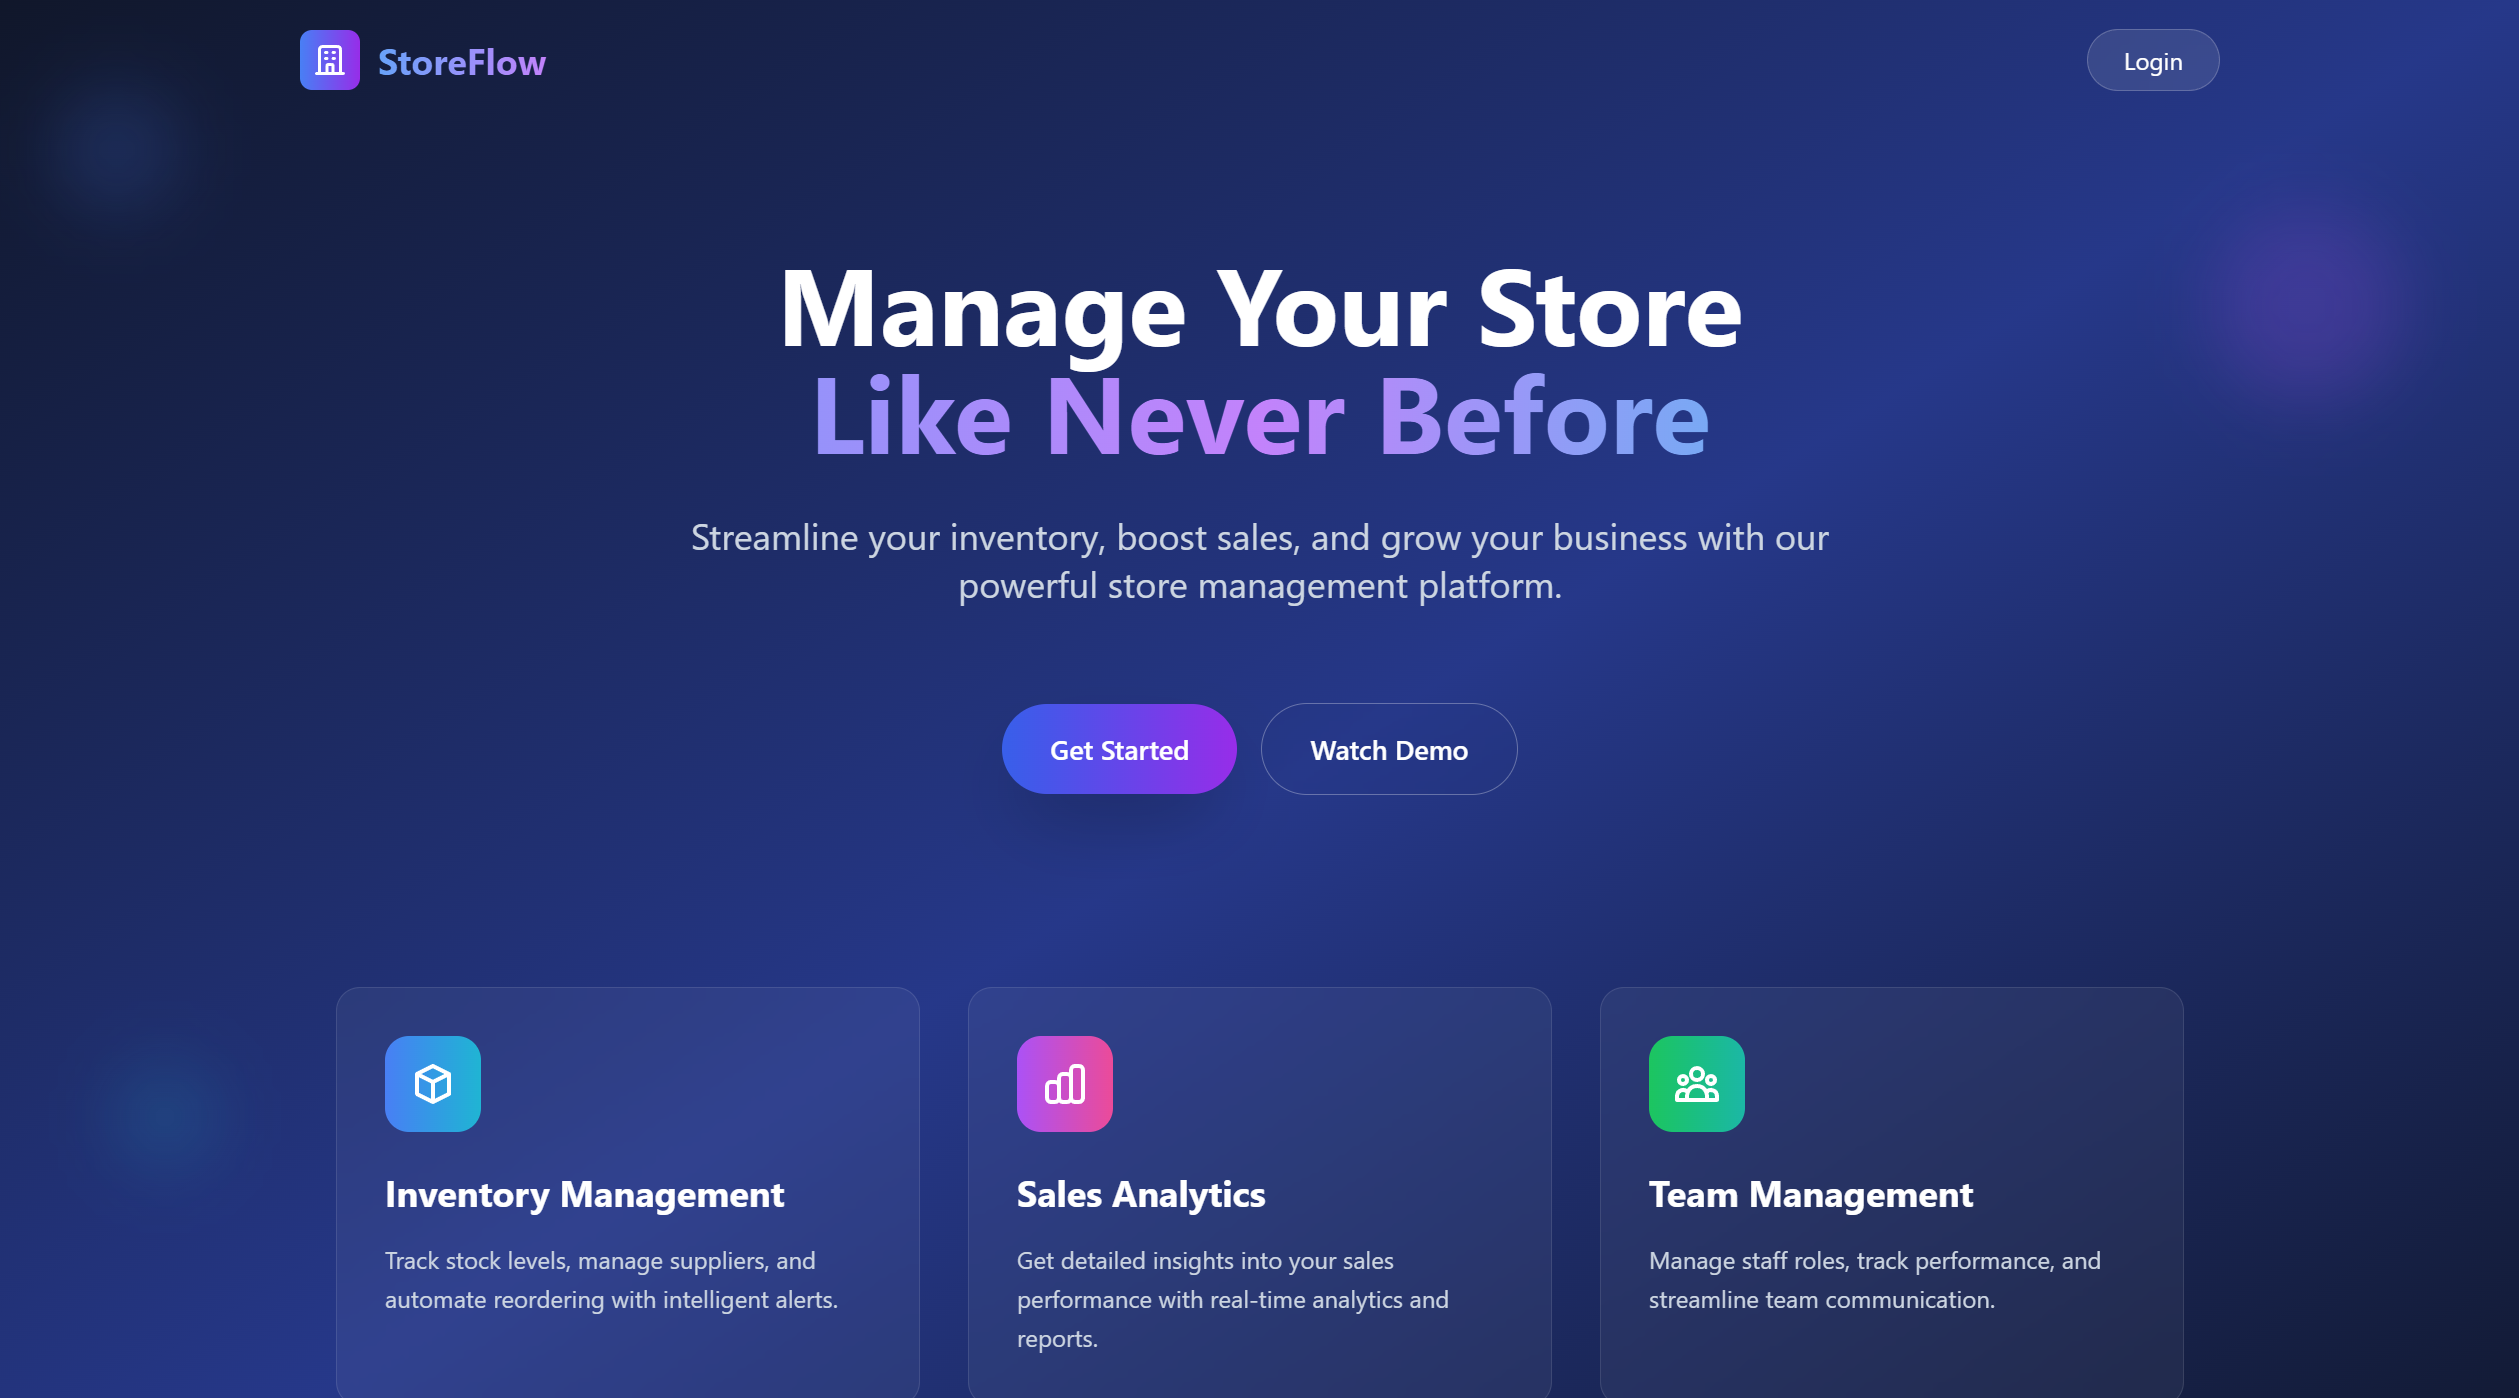 StoreFlow
Login
Manage Your Store
Like Never Before
Streamline your inventory, boost sales, and grow your business with our
powerful store management platform.
Get Started
Watch Demo
Inventory Management
Track stock levels, manage suppliers, and
automate reordering with intelligent alerts.
Sales Analytics
Get detailed insights into your sales
performance with real-time analytics and
reports.
Team Management
Manage staff roles, track performance, and
streamline team communication.